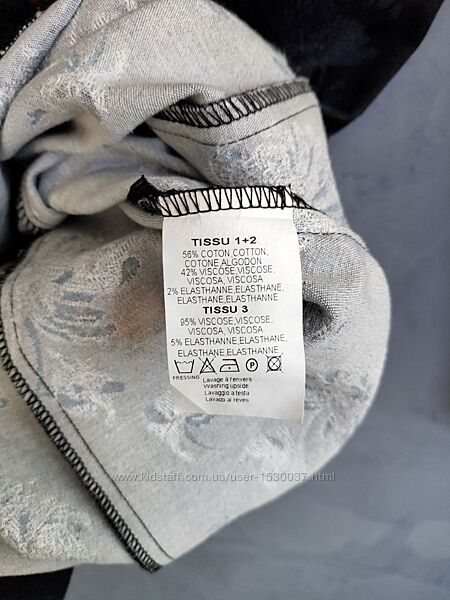 TISSU 1+2
56% COTON,COTTON,
COTONE,ALGODON
42% VISCOSE,VISCOSE,
VISCOSA, VISCOSA
2% ELASTHANNE,ELASTHANE,
ELASTHANE,ELASTHANNE
TISSU 3
95% VISCOSE,VISCOSE,
VISCOSA, VISCOSA
5% ELASTHANNE,ELASTHANE,
ELASTHANE,ELASTHANNE
P
PRESSING
Lavage à l'envers
Washing upside
Lavaggio a testa
Lavado al reves
www.kidstaff.com.ua/user-1530037.html